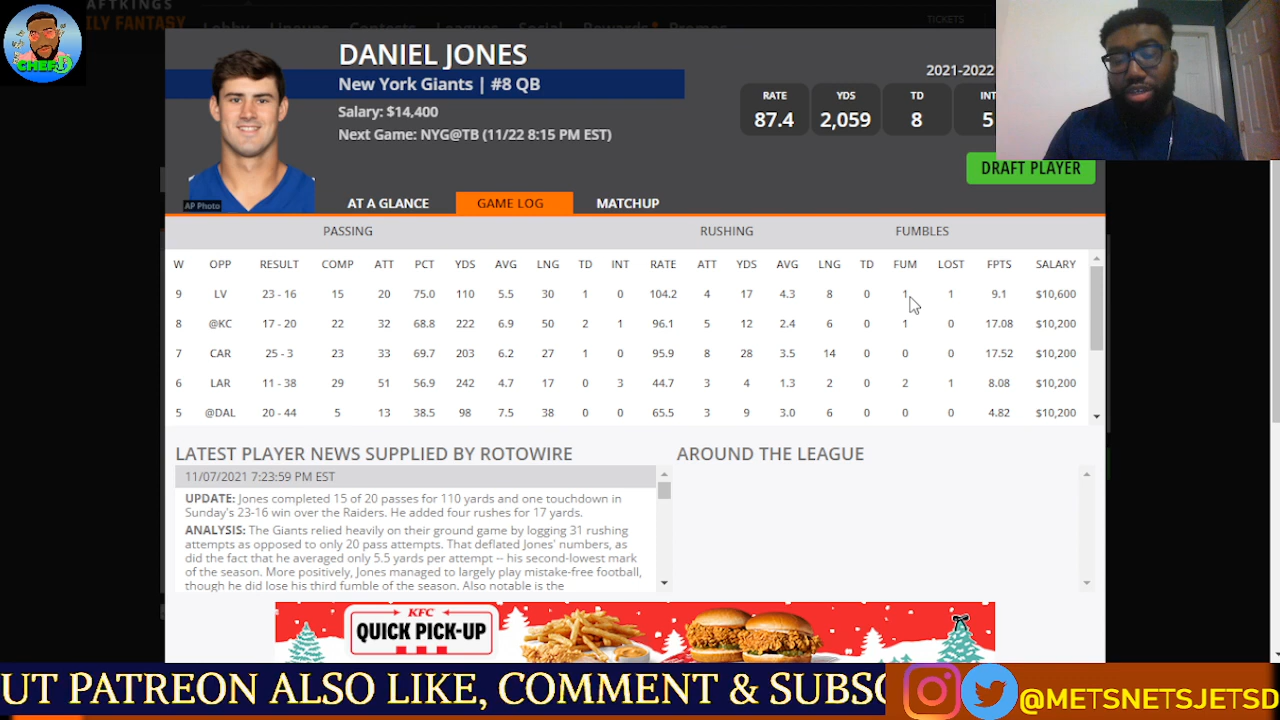 AFTKINGS
ILY FANTASY
Lobby Lineups Contests Leagues Social Rewards Promos
TICKETS
CHEF
DANIEL JONES
New York Giants | #8 QB
Salary: $14,400
Next Game: NYG@TB (11/22 8:15 PM EST)
2021-2022
RATE YDS TD INT
87.4 2,059 8 5
DRAFT PLAYER
AP Photo
AT A GLANCE GAME LOG MATCHUP
PASSING RUSHING FUMBLES
W OPP RESULT COMP ATT PCT YDS AVG LNG TD INT RATE ATT YDS AVG LNG TD FUM LOST FPTS SALARY
9 LV 23 - 16 15 20 75.0 110 5.5 30 1 0 104.2 4 17 4.3 8 0 1 1 9.1 $10,600
8 @KC 17 - 20 22 32 68.8 222 6.9 50 2 1 96.1 5 12 2.4 6 0 1 0 17.08 $10,200
7 CAR 25 - 3 23 33 69.7 203 6.2 27 1 0 95.9 8 28 3.5 14 0 0 0 17.52 $10,200
6 LAR 11 - 38 29 51 56.9 242 4.7 17 0 3 44.7 3 4 1.3 2 0 2 1 8.08 $10,200
5 @DAL 20 - 44 5 13 38.5 98 7.5 38 0 0 65.5 3 9 3.0 6 0 0 0 4.82 $10,200
LATEST PLAYER NEWS SUPPLIED BY ROTOWIRE
11/07/2021 7:23:59 PM EST
UPDATE: Jones completed 15 of 20 passes for 110 yards and one touchdown in
Sunday's 23-16 win over the Raiders. He added four rushes for 17 yards.
ANALYSIS: The Giants relied heavily on their ground game by logging 31 rushing
attempts as opposed to only 20 pass attempts. That deflated Jones' numbers, as
did the fact that he averaged only 5.5 yards per attempt -- his second-lowest mark
of the season. More positively, Jones managed to largely play mistake-free football,
though he did lose his third fumble of the season. Also notable is the
AROUND THE LEAGUE
KFC
QUICK PICK-UP
UT PATREON ALSO LIKE, COMMENT & SUBSC
@METSNETSJETSD